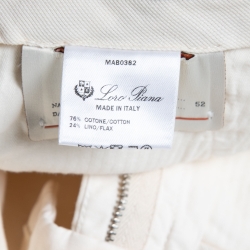 MAB0382
Loro Piana
MADE IN ITALY
52
76% COTONE/COTTON
24% LINO/FLAX